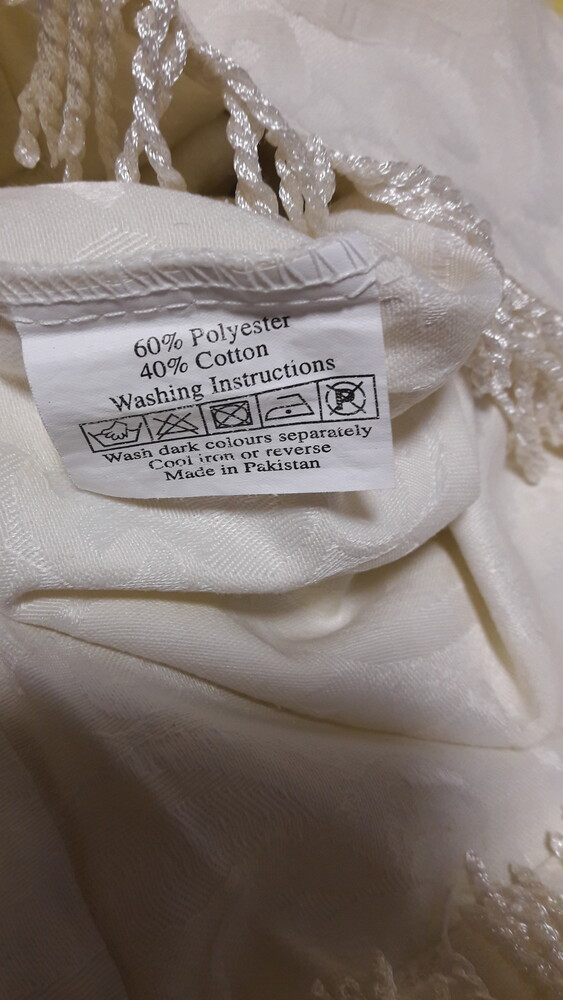 60% Polyester
40% Cotton
Washing Instructions
P
Wash dark colours separately
Cool iron or reverse
Made in Pakistan